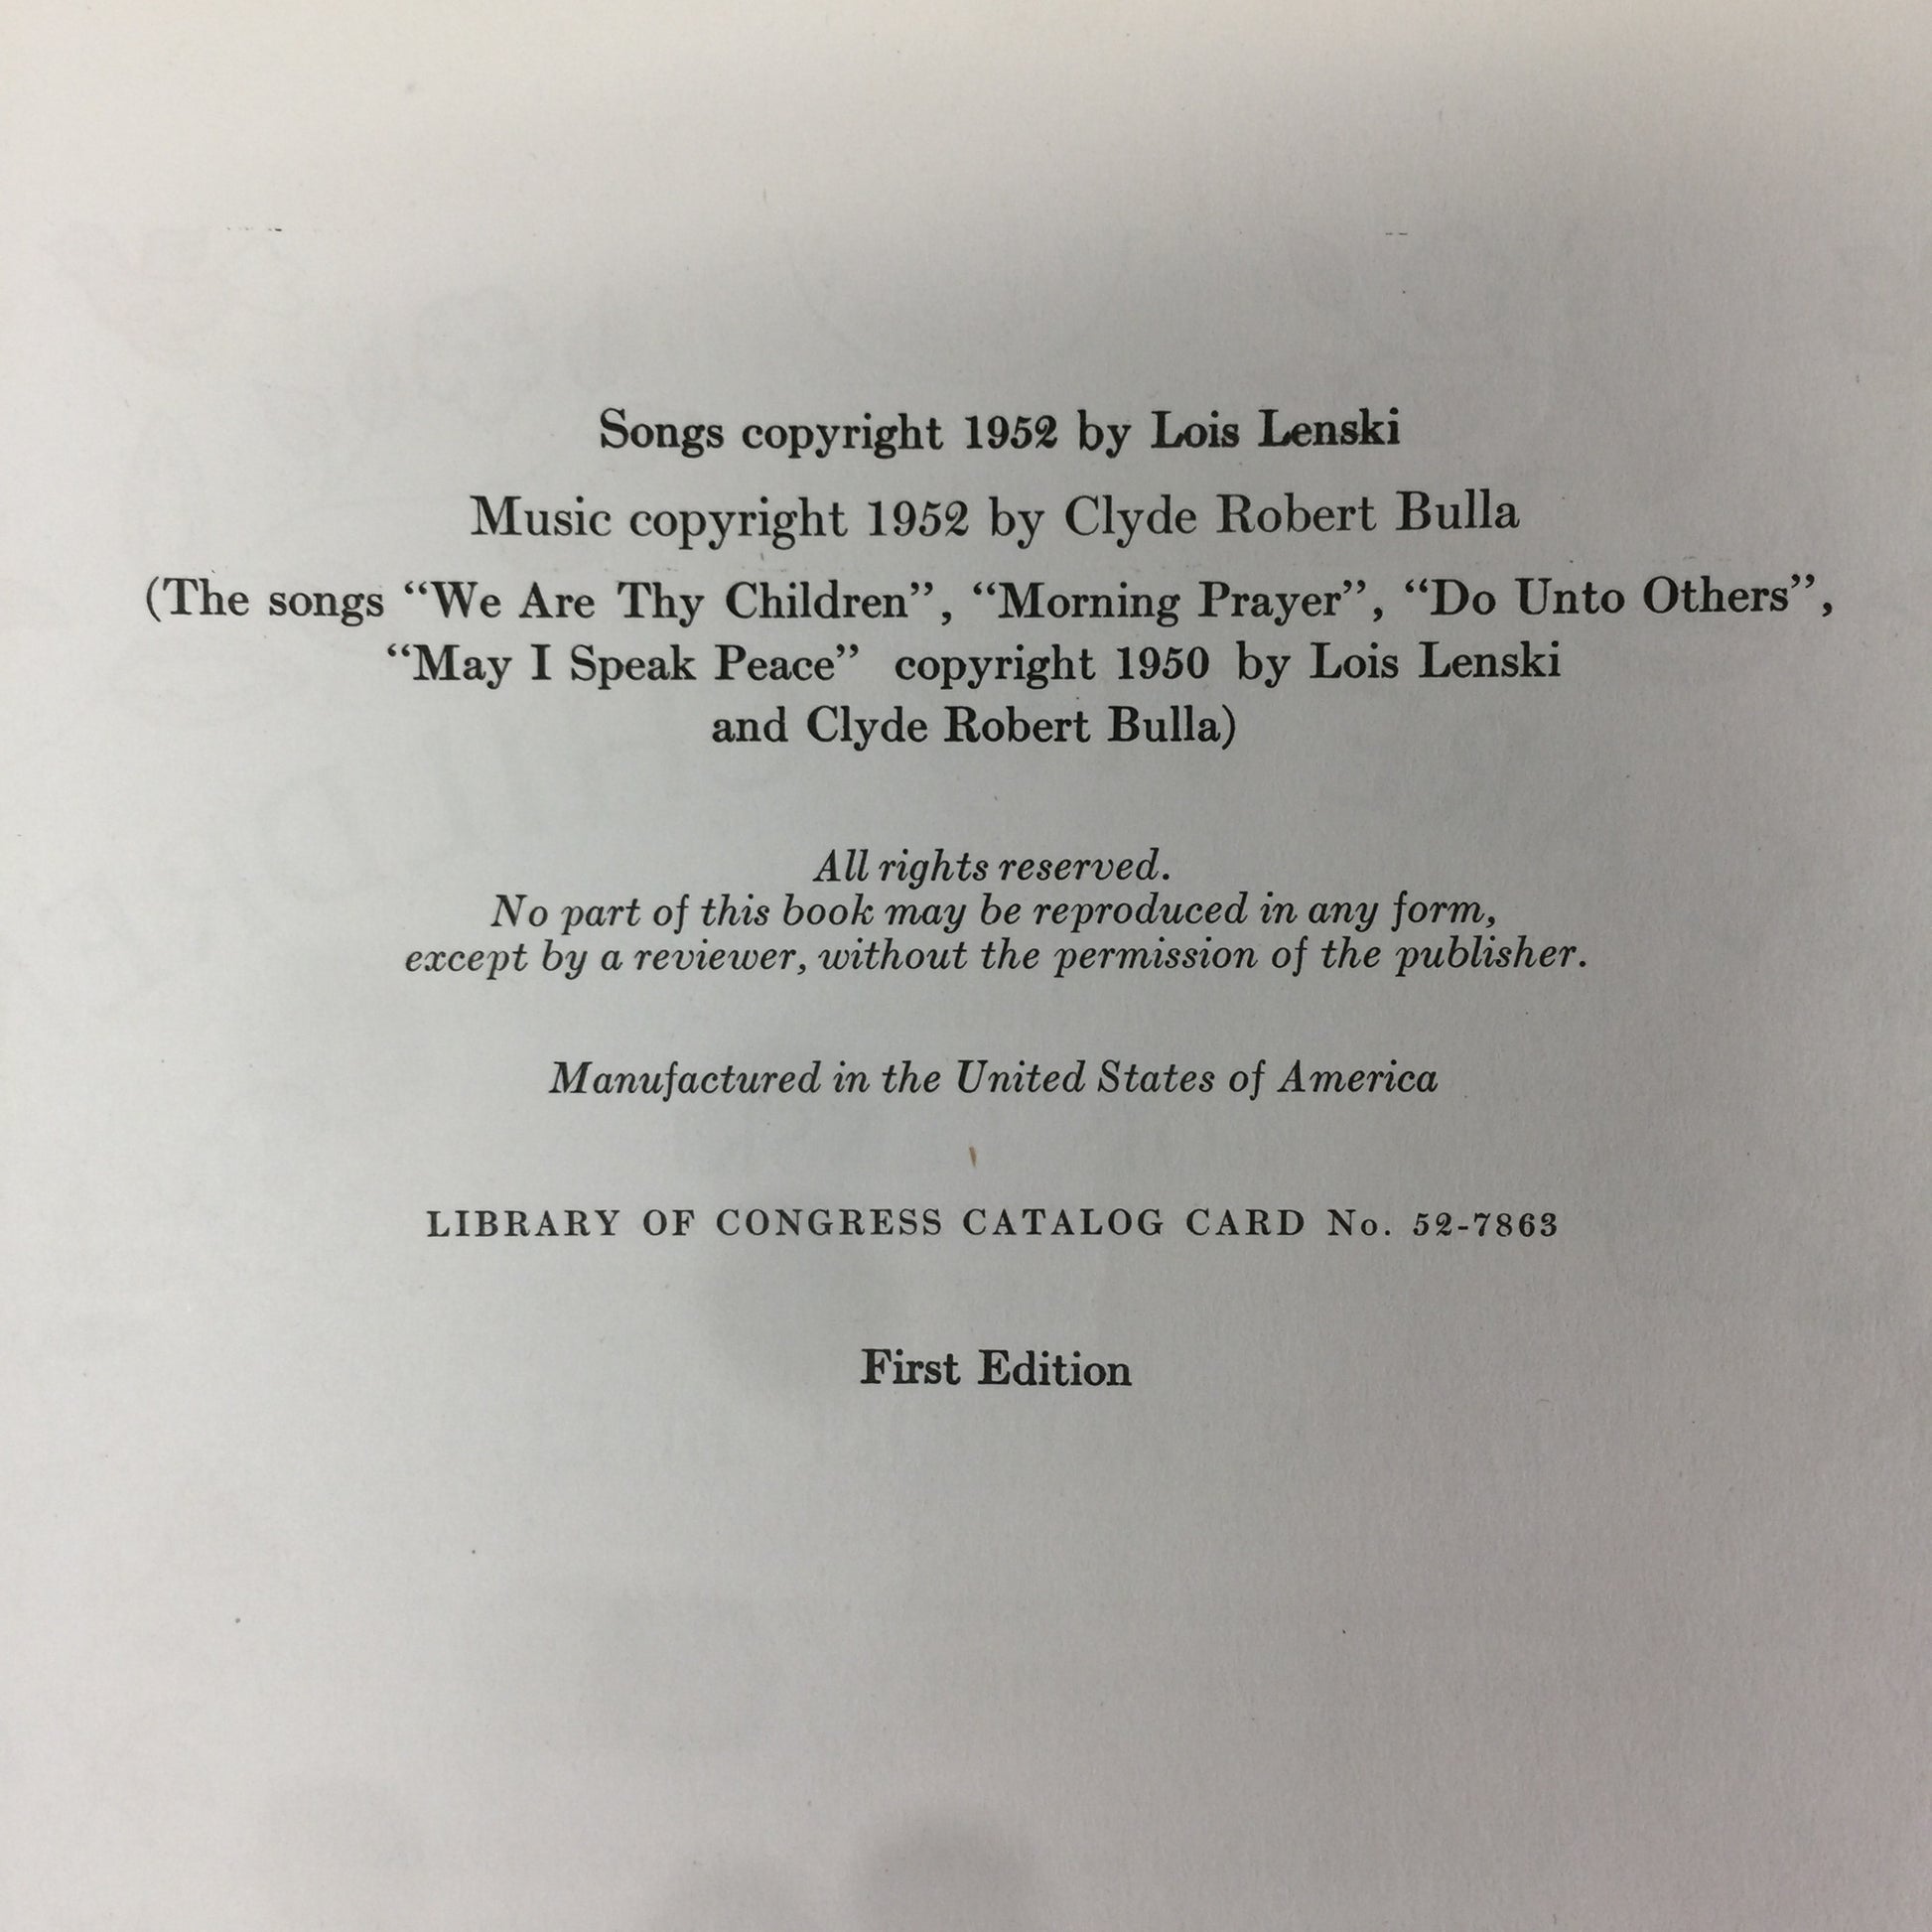 Songs copyright 1952 by Lois Lenski
Music copyright 1952 by Clyde Robert Bulla
(The songs “We Are Thy Children”, “Morning Prayer”, “Do Unto Others”,
“May I Speak Peace” copyright 1950 by Lois Lenski
and Clyde Robert Bulla)
All rights reserved.
No part of this book may be reproduced in any form,
except by a reviewer, without the permission of the publisher.
Manufactured in the United States of America
LIBRARY OF CONGRESS CATALOG CARD No. 52-7863
First Edition